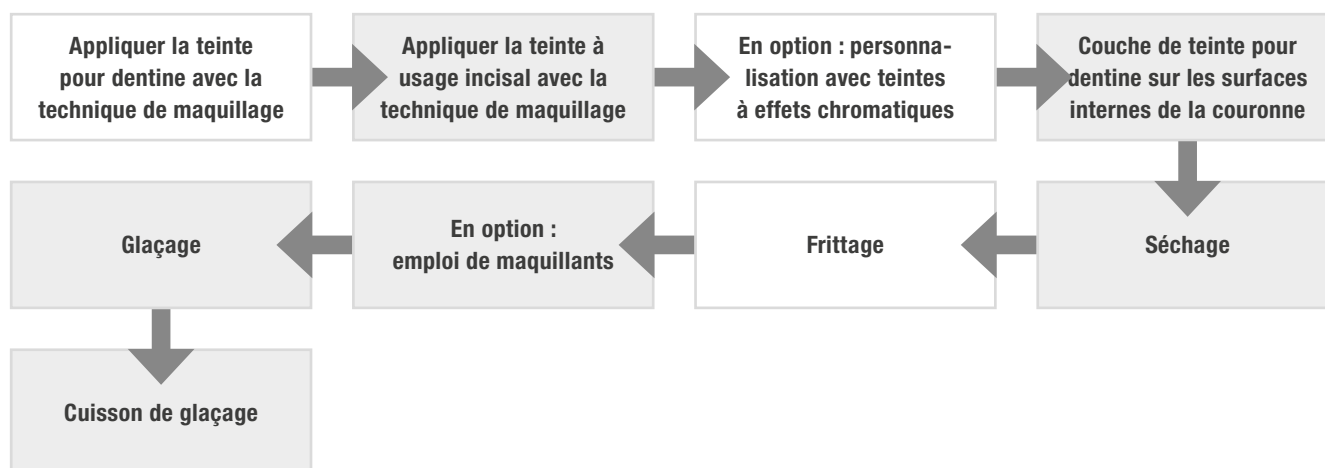 Appliquer la teinte
pour dentine avec la
technique de maquillage
Appliquer la teinte à
usage incisal avec la
technique de maquillage
En option : personna-
lisation avec teintes
à effets chromatiques
Couche de teinte pour
dentine sur les surfaces
internes de la couronne
Séchage
Frittage
En option :
emploi de maquillants
Glaçage
Cuisson de glaçage